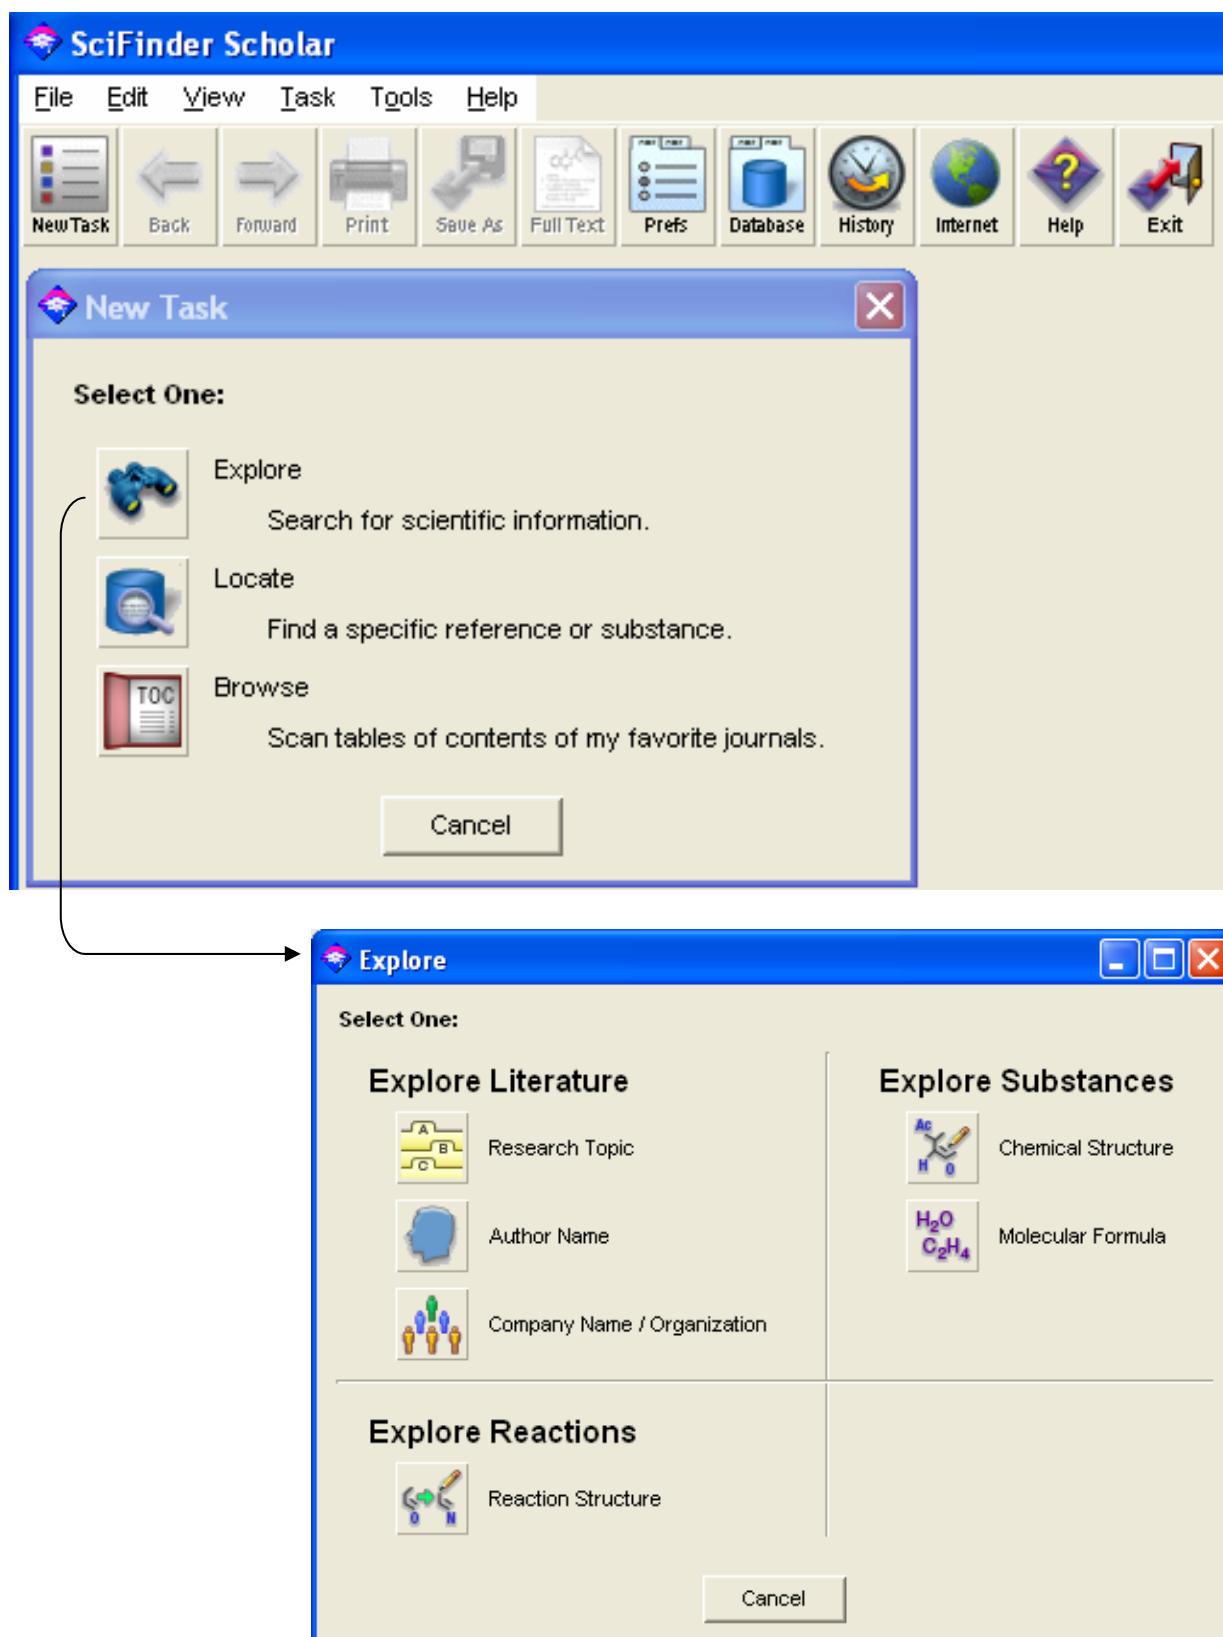 SciFinder Scholar
File Edit View Task Tools Help
New Task Back Forward Print Save As Full Text Prefs Database History Internet Help Exit
New Task
Select One:
Explore
Search for scientific information.
Locate
Find a specific reference or substance.
TOC
Browse
Scan tables of contents of my favorite journals.
Cancel
Explore
Select One:
Explore Literature
A
B
C
Research Topic
Author Name
Company Name / Organization
Explore Substances
Ac
H O
Chemical Structure
H₂O
C₂H₄
Molecular Formula
Explore Reactions
O N
Reaction Structure
Cancel